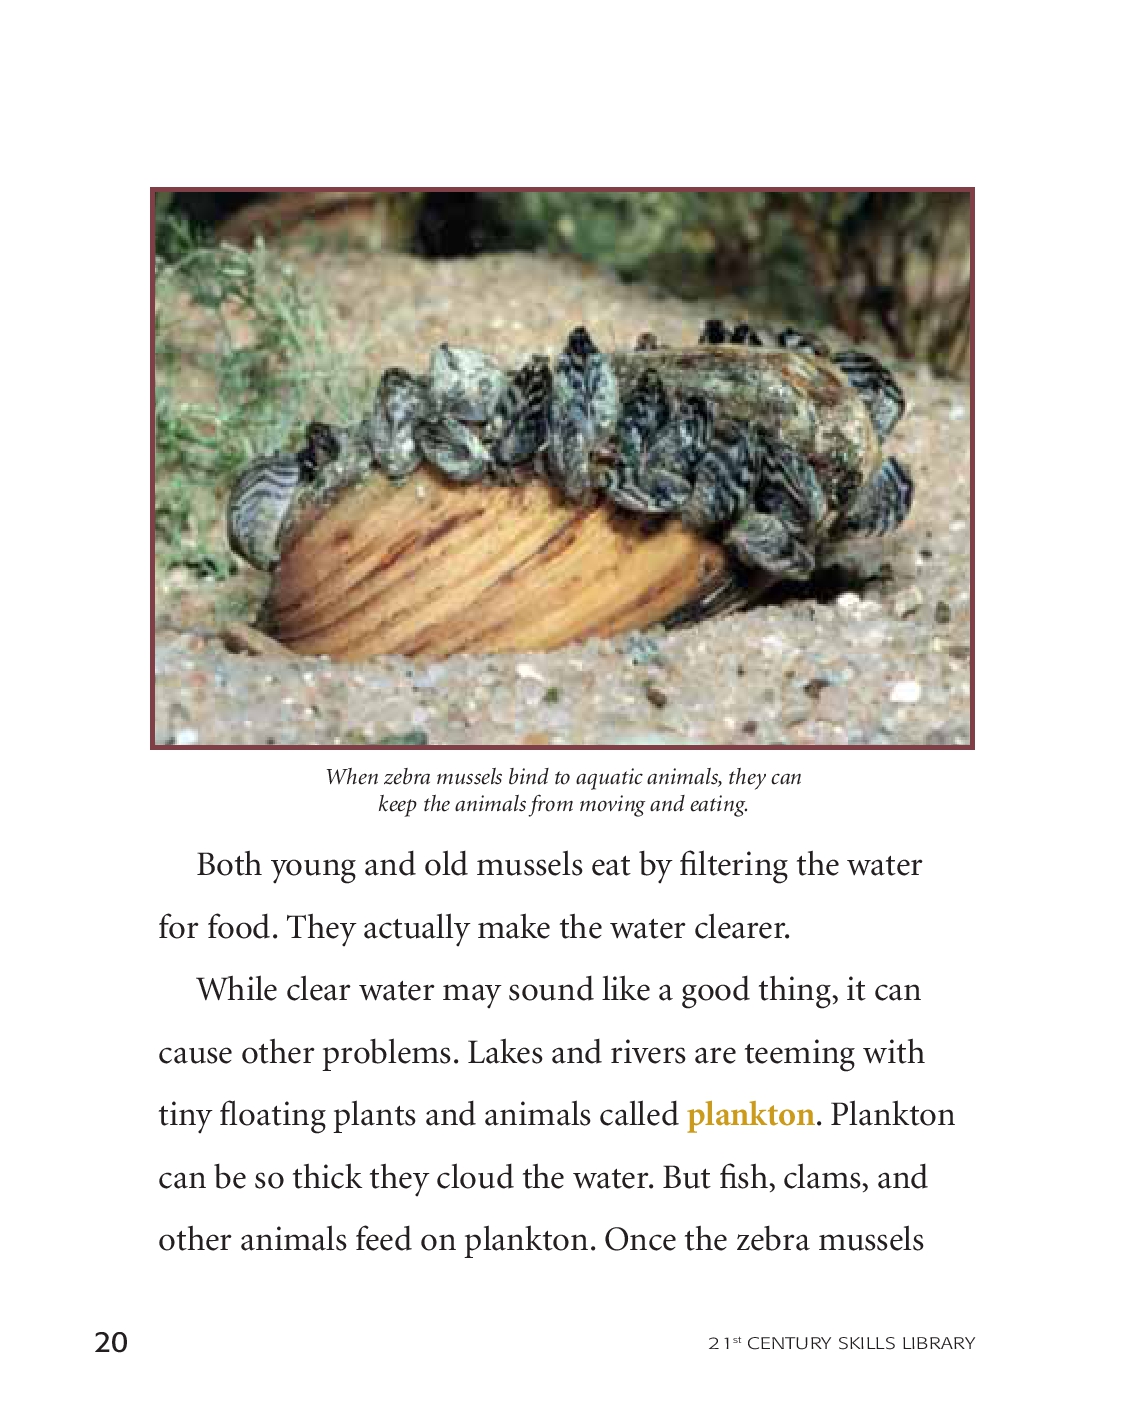 When zebra mussels bind to aquatic animals, they can
keep the animals from moving and eating.
Both young and old mussels eat by filtering the water
for food. They actually make the water clearer.
While clear water may sound like a good thing, it can
cause other problems. Lakes and rivers are teeming with
tiny floating plants and animals called plankton. Plankton
can be so thick they cloud the water. But fish, clams, and
other animals feed on plankton. Once the zebra mussels
20
21st CENTURY SKILLS LIBRARY